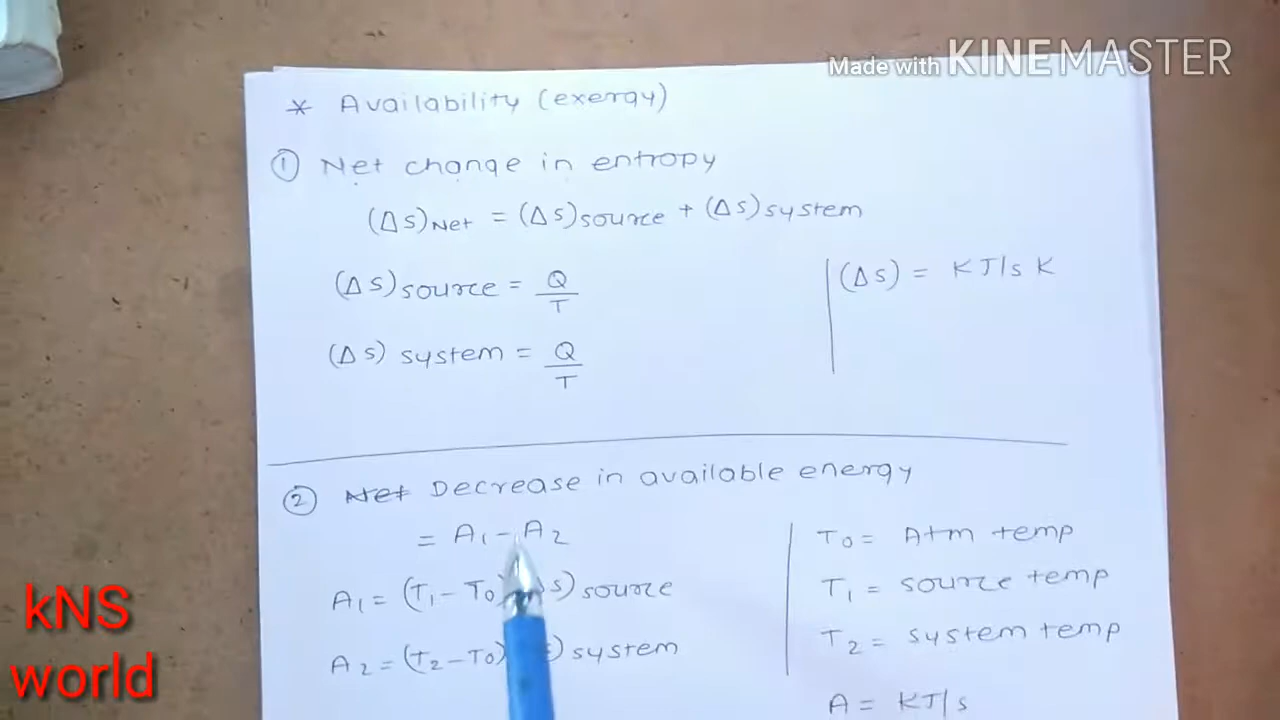 Made with KINEMASTER
* Availability (exergy)
① Net change in entropy
(Δs)Net = (Δs)source + (Δs)system
(Δs)source = Q/T
(Δs) = KJ/s K
(Δs) system = Q/T
② Net Decrease in available energy
= A1 - A2
T0 = Atm temp
A1 = (T1 - T0) s) source
T1 = source temp
A2 = (T2 - T0) ) system
T2 = system temp
A = KJ/s
kNS
world